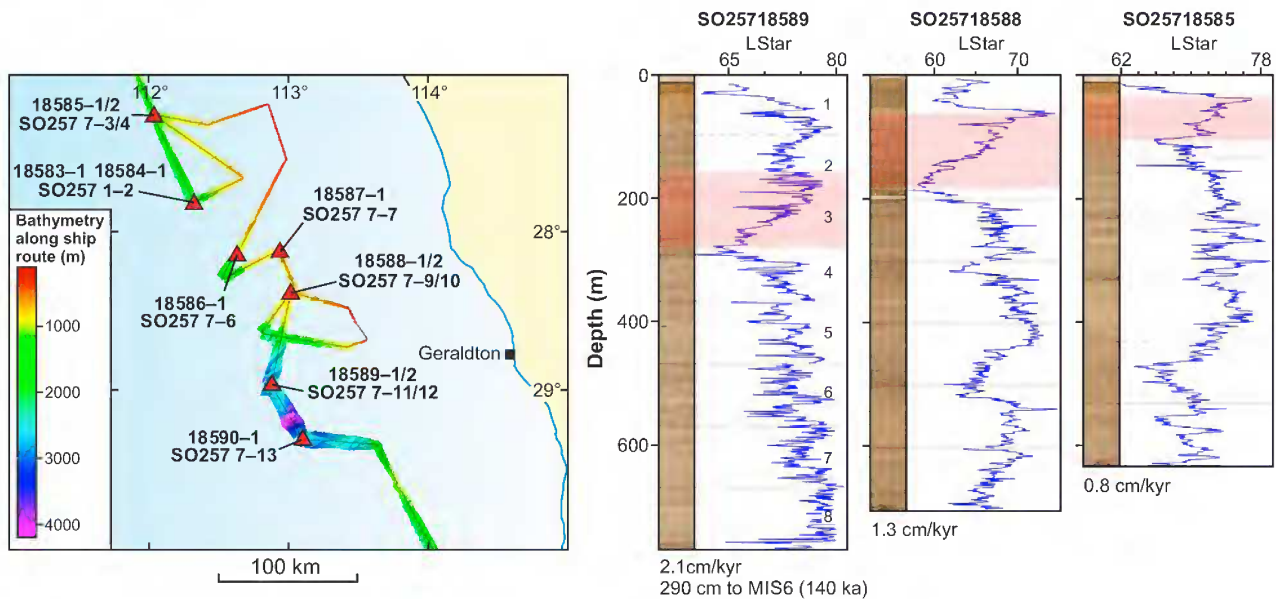 112°
113°
114°
18585–1/2
SO257 7–3/4
18583–1 18584–1
SO257 1–2
18587–1
SO257 7–7
18588–1/2
SO257 7–9/10
18586–1
SO257 7–6
Geraldton
18589–1/2
SO257 7–11/12
18590–1
SO257 7–13
28°
29°
Bathymetry
along ship
route (m)
1000
2000
3000
4000
100 km
SO25718589
LStar
65 80
Depth (m)
0
200
400
600
1
2
3
4
5
6
7
8
2.1cm/kyr
290 cm to MIS6 (140 ka)
SO25718588
LStar
60 70
1.3 cm/kyr
SO25718585
LStar
62 78
0.8 cm/kyr